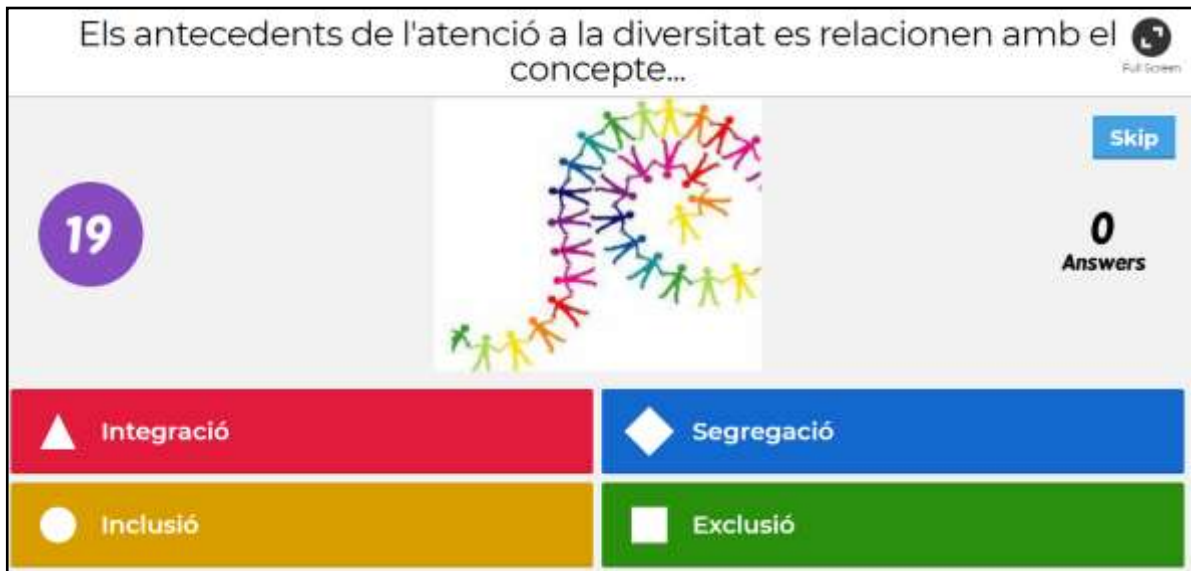 Els antecedents de l'atenció a la diversitat es relacionen amb el
concepte...
Full Screen
Skip
19
0
Answers
Integració
Segregació
Inclusió
Exclusió